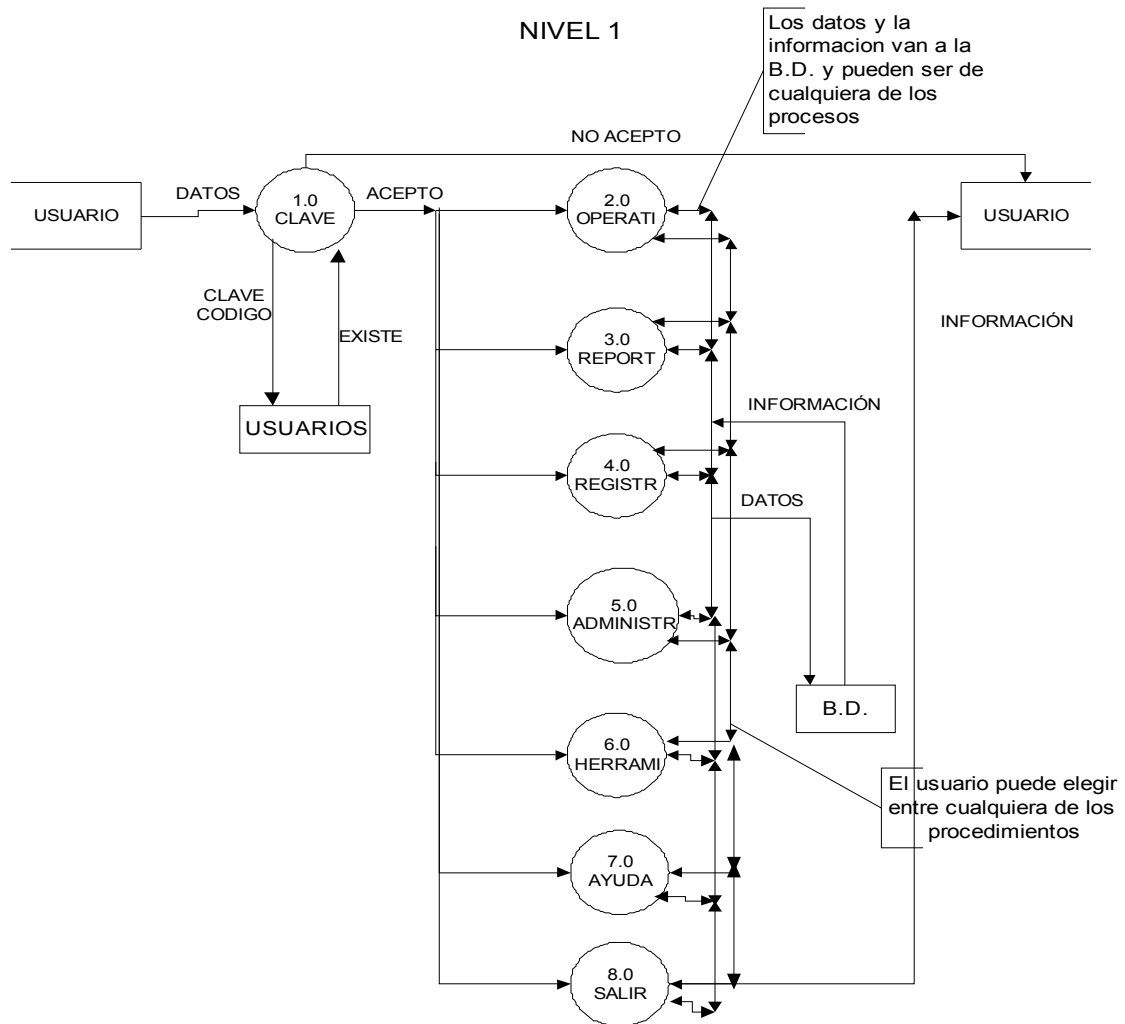 NIVEL 1
Los datos y la
informacion van a la
B.D. y pueden ser de
cualquiera de los
procesos
NO ACEPTO
USUARIO
DATOS
1.0
CLAVE
ACEPTO
2.0
OPERATI
USUARIO
CLAVE
CODIGO
EXISTE
INFORMACIÓN
3.0
REPORT
USUARIOS
INFORMACIÓN
4.0
REGISTR
DATOS
5.0
ADMINISTR
B.D.
6.0
HERRAMI
El usuario puede elegir
entre cualquiera de los
procedimientos
7.0
AYUDA
8.0
SALIR